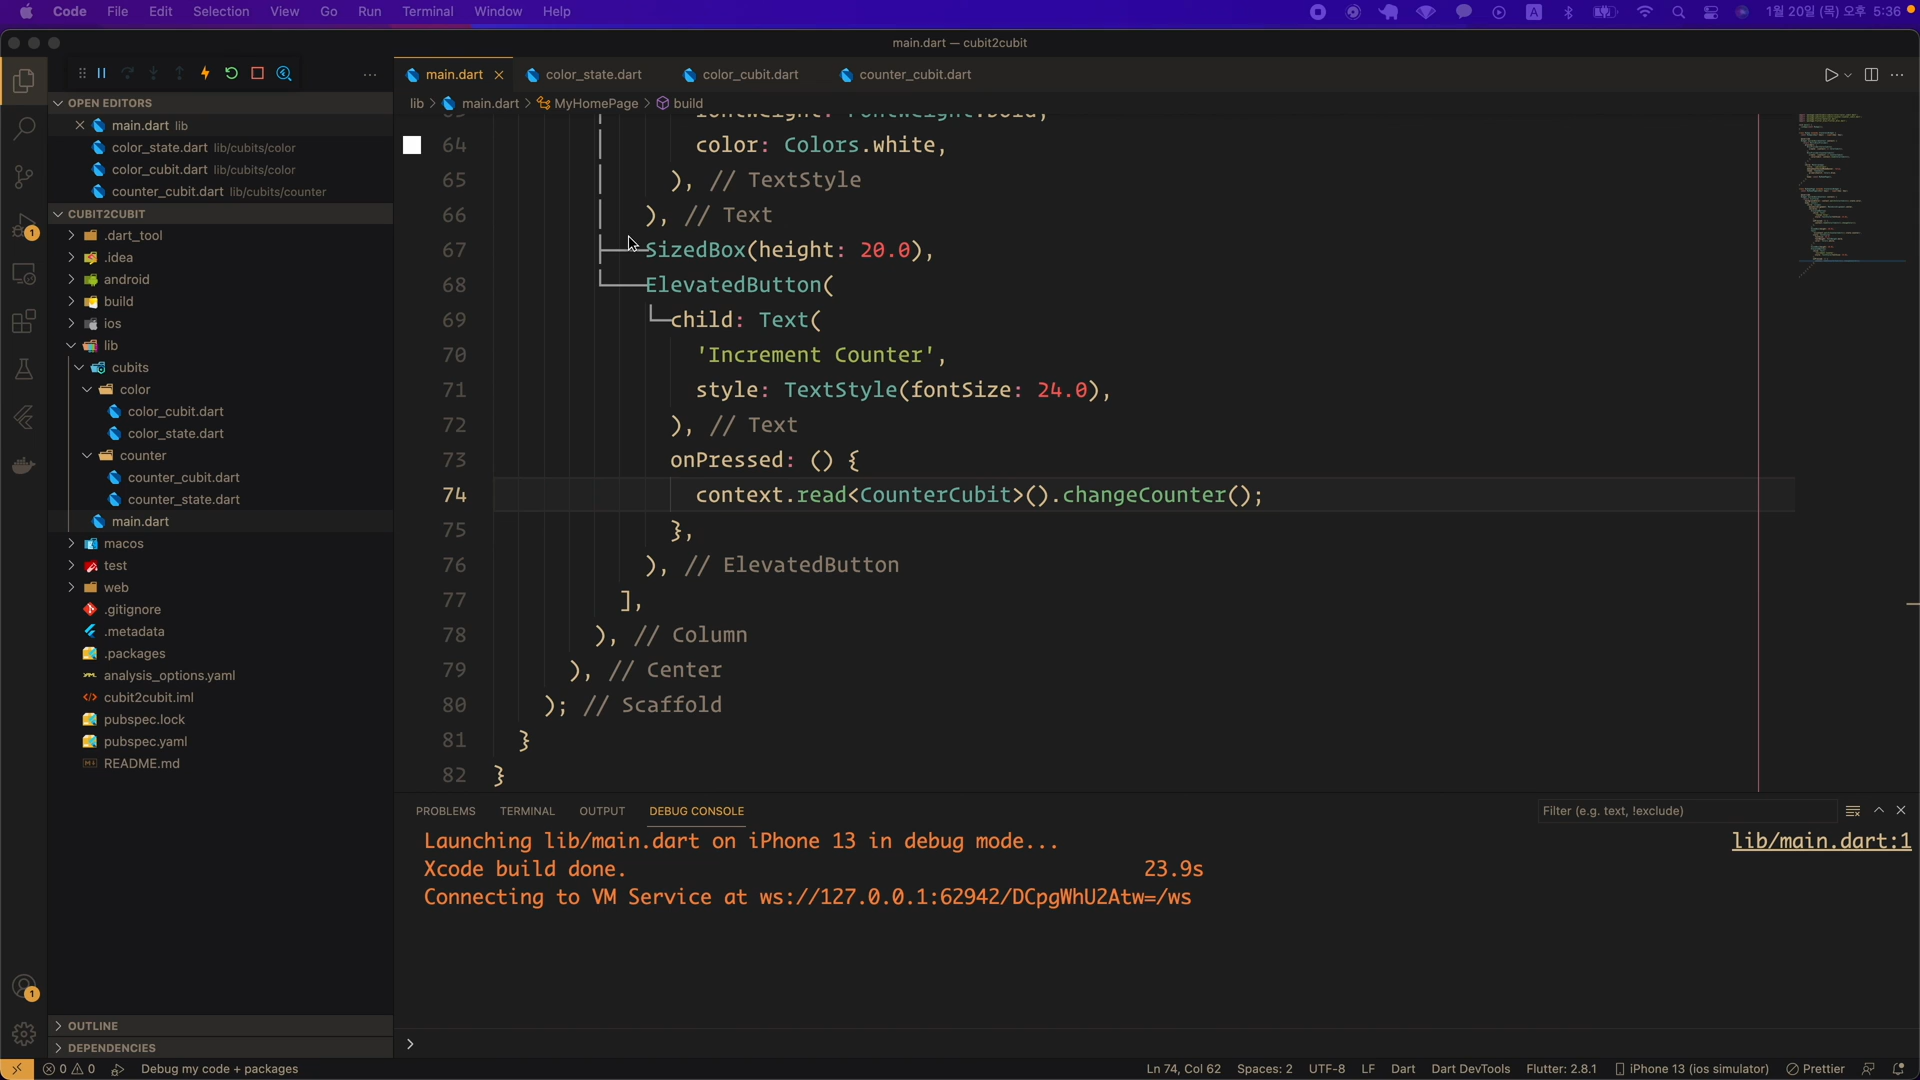 Code File Edit Selection View Go Run Terminal Window Help
1월 20일 (목) 오후 5:36
main.dart — cubit2cubit
main.dart color_state.dart color_cubit.dart counter_cubit.dart
lib > main.dart > MyHomePage > build
OPEN EDITORS
main.dart lib
color_state.dart lib/cubits/color
color_cubit.dart lib/cubits/color
counter_cubit.dart lib/cubits/counter
CUBIT2CUBIT
.dart_tool
.idea
android
build
ios
lib
cubits
color
color_cubit.dart
color_state.dart
counter
counter_cubit.dart
counter_state.dart
main.dart
macos
test
web
.gitignore
.metadata
.packages
analysis_options.yaml
cubit2cubit.iml
pubspec.lock
pubspec.yaml
README.md
OUTLINE
DEPENDENCIES
64 color: Colors.white,
65 ), // TextStyle
66 ), // Text
67 SizedBox(height: 20.0),
68 ElevatedButton(
69 child: Text(
70 'Increment Counter',
71 style: TextStyle(fontSize: 24.0),
72 ), // Text
73 onPressed: () {
74 context.read<CounterCubit>().changeCounter();
75 },
76 ), // ElevatedButton
77 ],
78 ), // Column
79 ), // Center
80 ); // Scaffold
81 }
82 }
PROBLEMS TERMINAL OUTPUT DEBUG CONSOLE Filter (e.g. text, !exclude)
Launching lib/main.dart on iPhone 13 in debug mode... lib/main.dart:1
Xcode build done. 23.9s
Connecting to VM Service at ws://127.0.0.1:62942/DCpgWhU2Atw=/ws
0 0 Debug my code + packages Ln 74, Col 62 Spaces: 2 UTF-8 LF Dart Dart DevTools Flutter: 2.8.1 iPhone 13 (ios simulator) Prettier